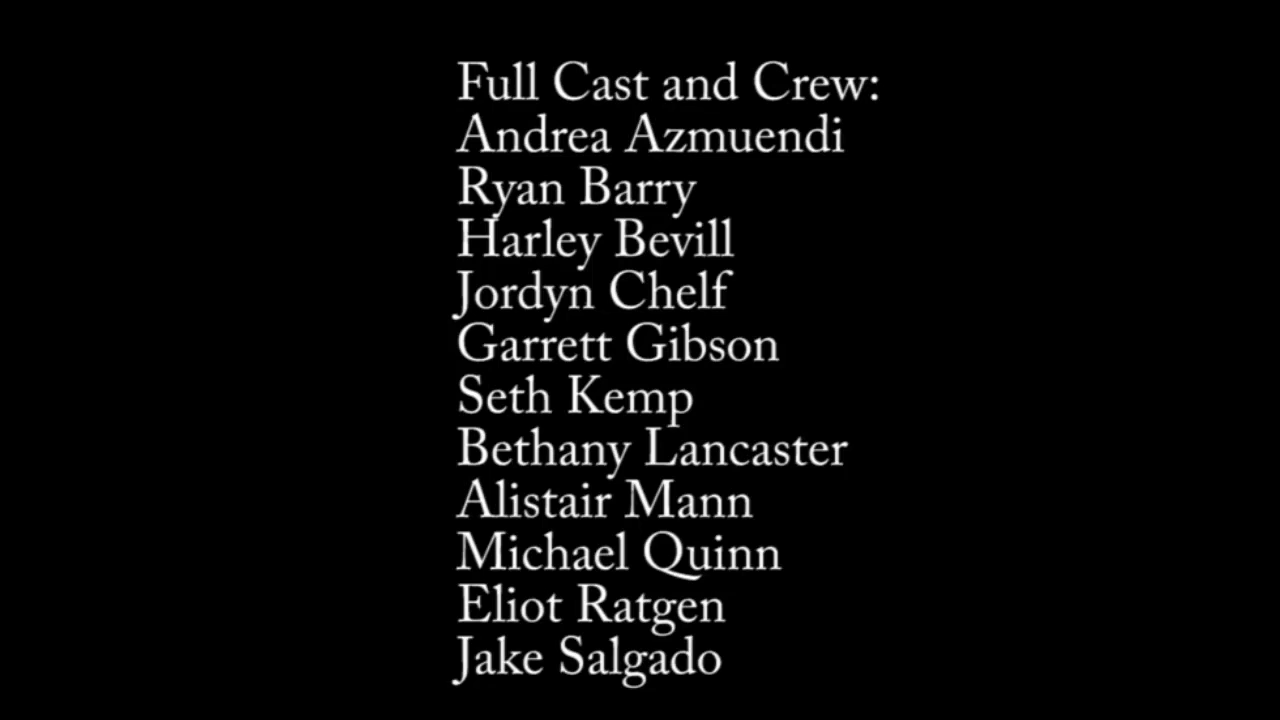 Full Cast and Crew:
Andrea Azmuendi
Ryan Barry
Harley Bevill
Jordyn Chelf
Garrett Gibson
Seth Kemp
Bethany Lancaster
Alistair Mann
Michael Quinn
Eliot Ratgen
Jake Salgado